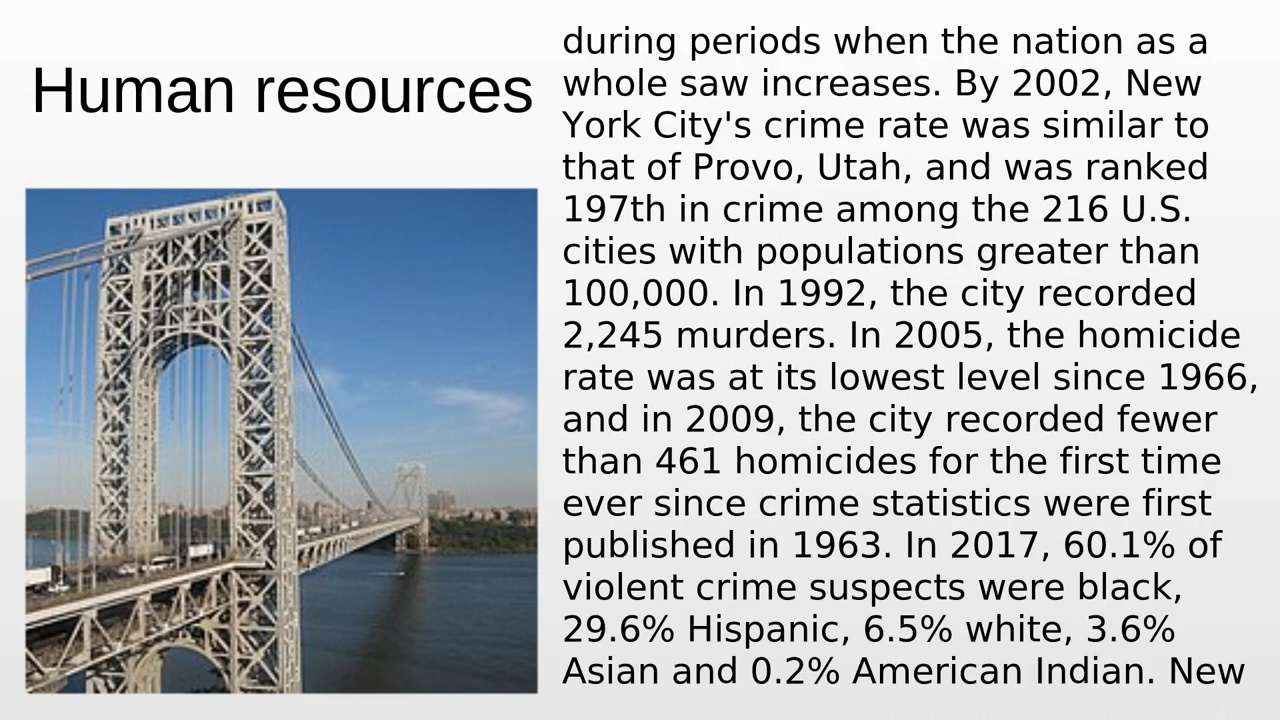 Human resources
during periods when the nation as a
whole saw increases. By 2002, New
York City's crime rate was similar to
that of Provo, Utah, and was ranked
197th in crime among the 216 U.S.
cities with populations greater than
100,000. In 1992, the city recorded
2,245 murders. In 2005, the homicide
rate was at its lowest level since 1966,
and in 2009, the city recorded fewer
than 461 homicides for the first time
ever since crime statistics were first
published in 1963. In 2017, 60.1% of
violent crime suspects were black,
29.6% Hispanic, 6.5% white, 3.6%
Asian and 0.2% American Indian. New